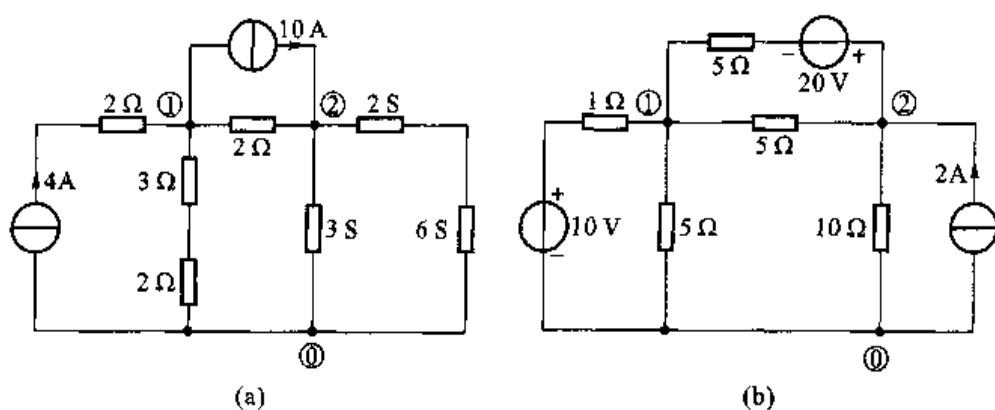 10 A
① 2 Ω ② 2 S
2 Ω
4A 3 Ω
3 S 6 S
2 Ω
⓪
(a)
5 Ω − + 20 V
1 Ω ① ②
5 Ω
+ 2A
10 V 5 Ω 10 Ω
−
⓪
(b)